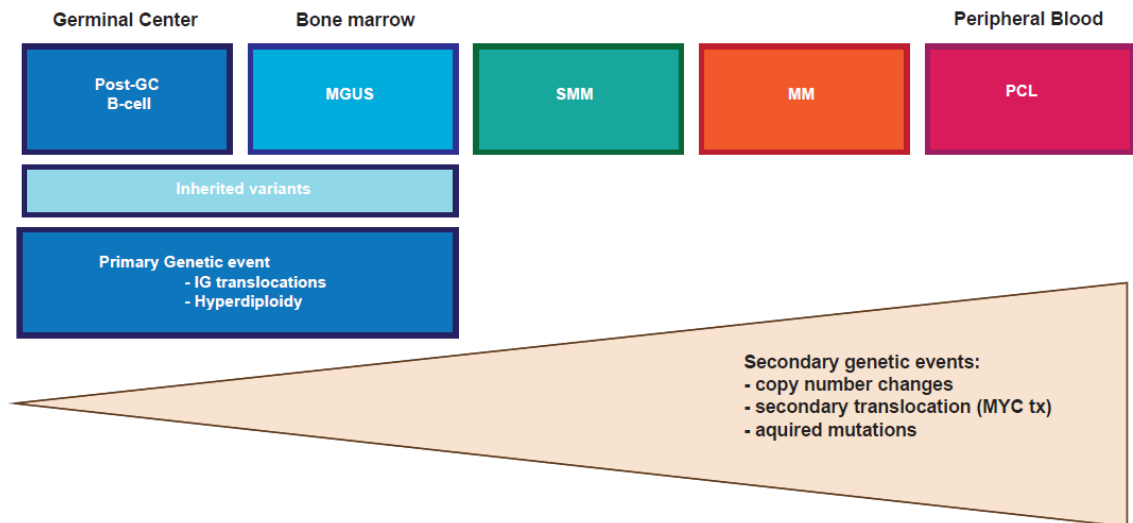 Germinal Center
Bone marrow
Peripheral Blood
Post-GC
B-cell
MGUS
SMM
MM
PCL
Inherited variants
Primary Genetic event
- IG translocations
- Hyperdiploidy
Secondary genetic events:
- copy number changes
- secondary translocation (MYC tx)
- aquired mutations